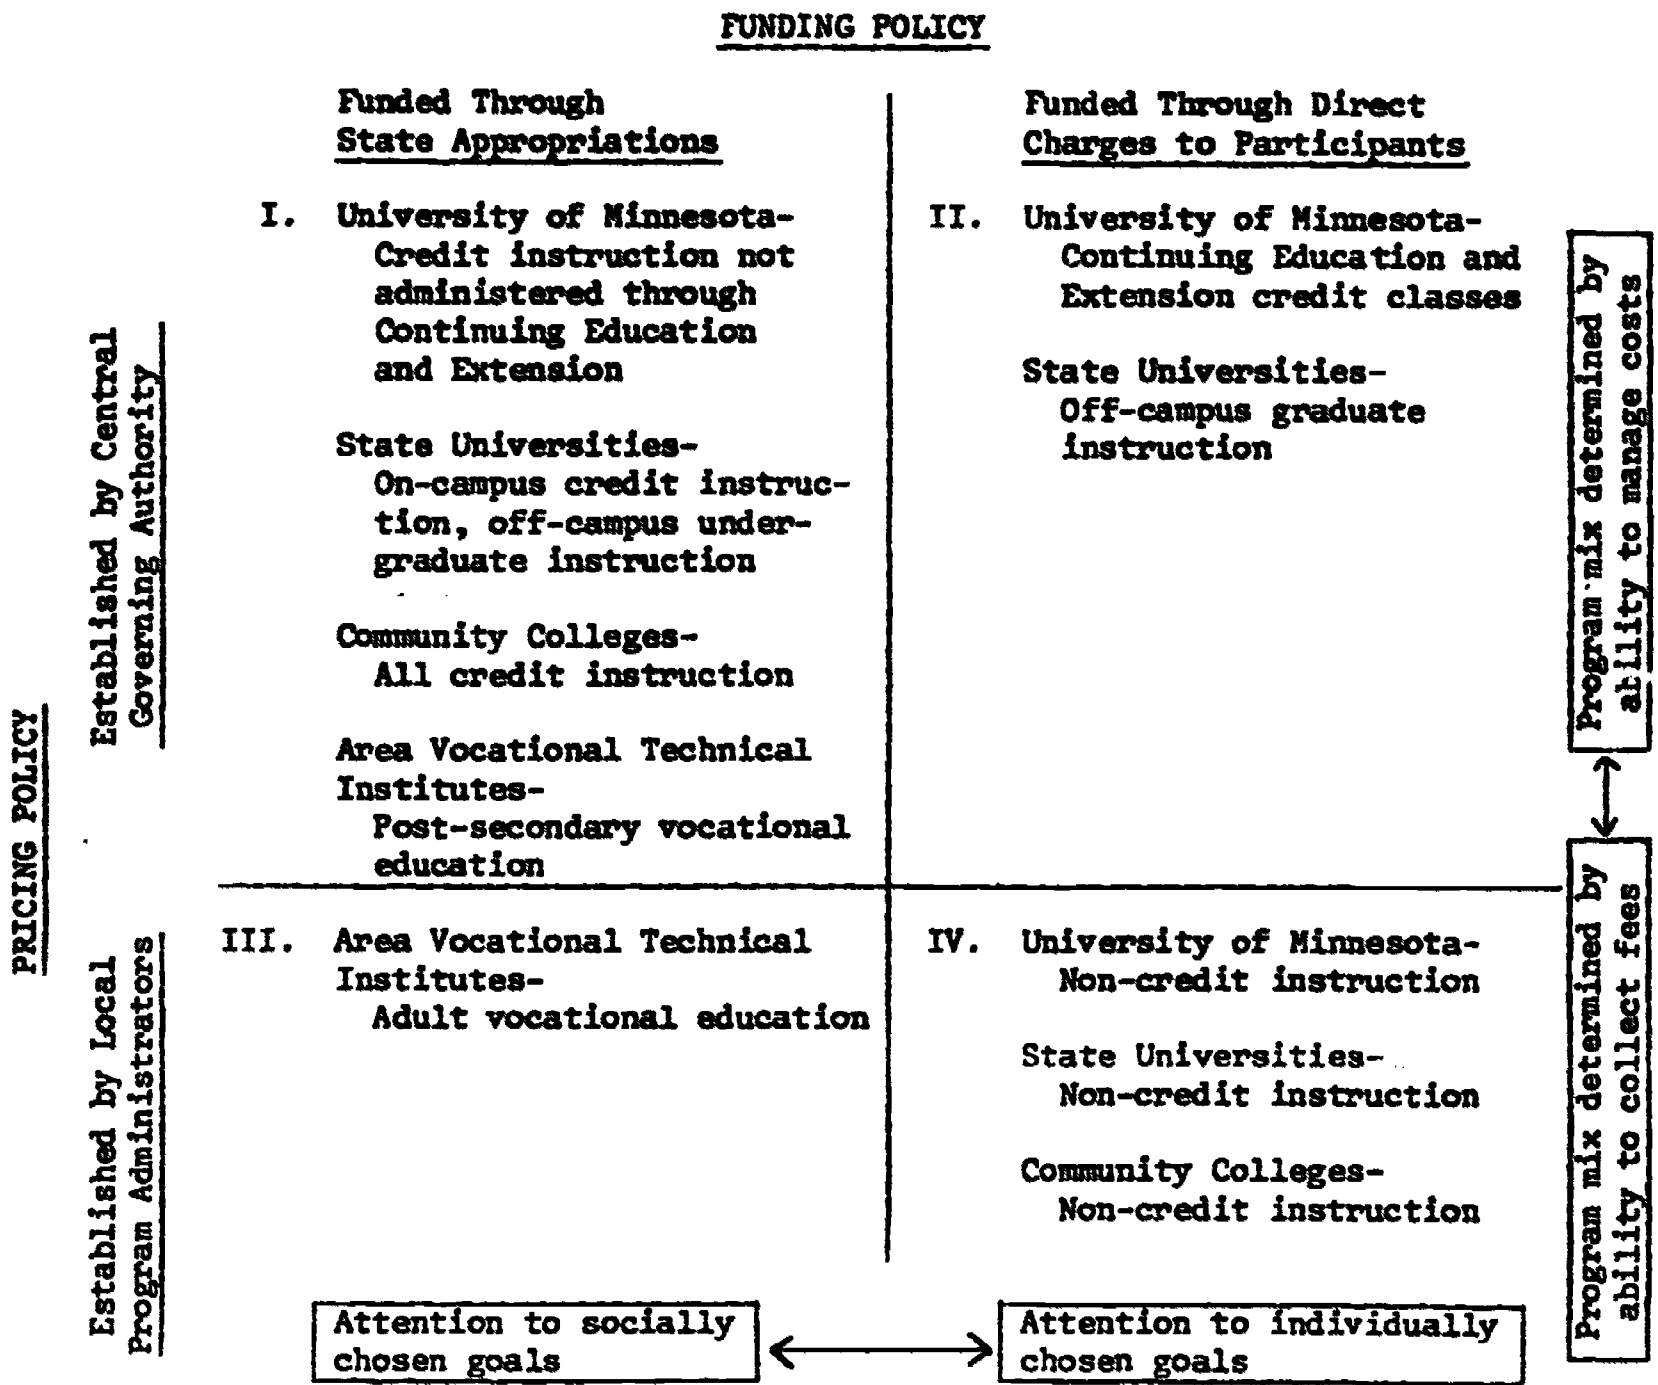 FUNDING POLICY
Funded Through
State Appropriations
Funded Through Direct
Charges to Participants
PRICING POLICY
Established by Central
Governing Authority
I. University of Minnesota-
Credit instruction not
administered through
Continuing Education
and Extension
State Universities-
On-campus credit instruc-
tion, off-campus under-
graduate instruction
Community Colleges-
All credit instruction
Area Vocational Technical
Institutes-
Post-secondary vocational
education
II. University of Minnesota-
Continuing Education and
Extension credit classes
State Universities-
Off-campus graduate
instruction
Program mix determined by
ability to manage costs
Established by Local
Program Administrators
III. Area Vocational Technical
Institutes-
Adult vocational education
IV. University of Minnesota-
Non-credit instruction
State Universities-
Non-credit instruction
Community Colleges-
Non-credit instruction
Program mix determined by
ability to collect fees
Attention to socially
chosen goals
Attention to individually
chosen goals